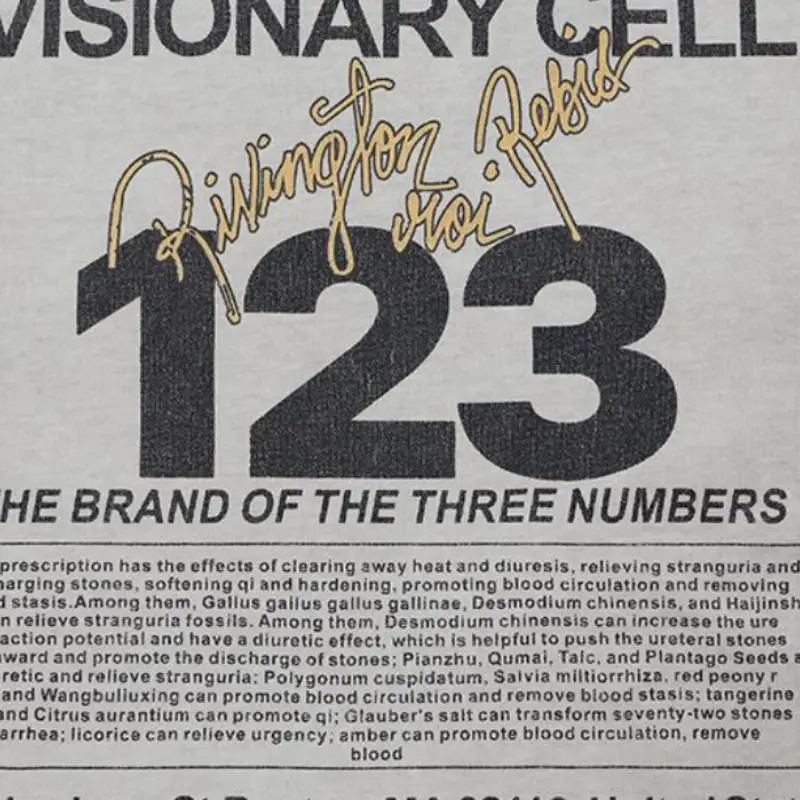 VISIONARY CELL
Rivington
roi Rebis
123
THE BRAND OF THE THREE NUMBERS
prescription has the effects of clearing away heat and diuresis, relieving stranguria and
harging stones, softening qi and hardening, promoting blood circulation and removing
d stasis.Among them, Gallus gallus gallus gallinae, Desmodium chinensis, and Haijinsh
n relieve stranguria fossils. Among them, Desmodium chinensis can increase the ure
action potential and have a diuretic effect, which is helpful to push the ureteral stones
nward and promote the discharge of stones; Pianzhu, Qumai, Talc, and Plantago Seeds a
retic and relieve stranguria; Polygonum cuspidatum, Salvia miltiorrhiza, red peony r
and Wangbuliuxing can promote blood circulation and remove blood stasis; tangerine
and Citrus aurantium can promote qi; Glauber's salt can transform seventy-two stones
arrhea; licorice can relieve urgency; amber can promote blood circulation, remove
blood